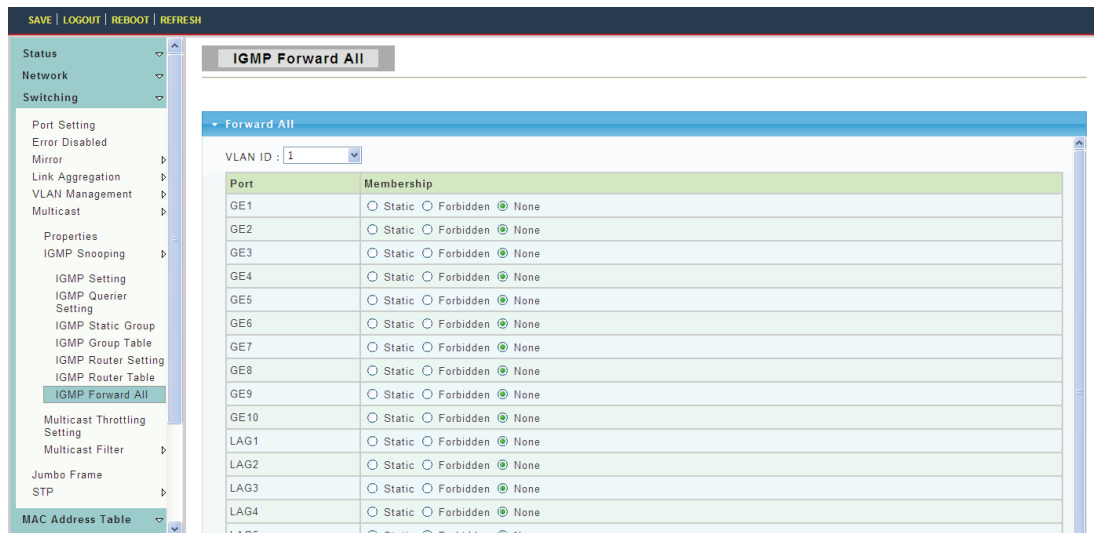 SAVE | LOGOUT | REBOOT | REFRESH
Status
Network
Switching
Port Setting
Error Disabled
Mirror
Link Aggregation
VLAN Management
Multicast
Properties
IGMP Snooping
IGMP Setting
IGMP Querier
Setting
IGMP Static Group
IGMP Group Table
IGMP Router Setting
IGMP Router Table
IGMP Forward All
Multicast Throttling
Setting
Multicast Filter
Jumbo Frame
STP
MAC Address Table
IGMP Forward All
Forward All
VLAN ID : 1
Port Membership
GE1 Static Forbidden None
GE2 Static Forbidden None
GE3 Static Forbidden None
GE4 Static Forbidden None
GE5 Static Forbidden None
GE6 Static Forbidden None
GE7 Static Forbidden None
GE8 Static Forbidden None
GE9 Static Forbidden None
GE10 Static Forbidden None
LAG1 Static Forbidden None
LAG2 Static Forbidden None
LAG3 Static Forbidden None
LAG4 Static Forbidden None